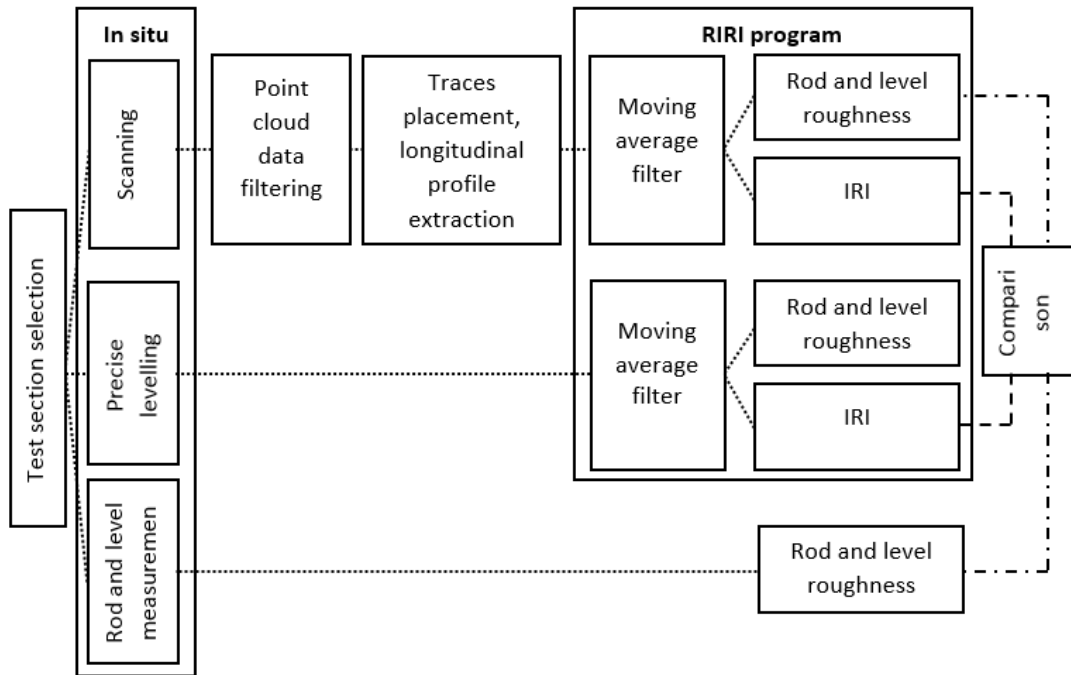 Test section selection
In situ
Scanning
Precise
levelling
Rod and level
measuremen
Point
cloud
data
filtering
Traces
placement,
longitudinal
profile
extraction
RIRI program
Moving
average
filter
Rod and level
roughness
IRI
Moving
average
filter
Rod and level
roughness
IRI
Rod and level
roughness
Compari
son